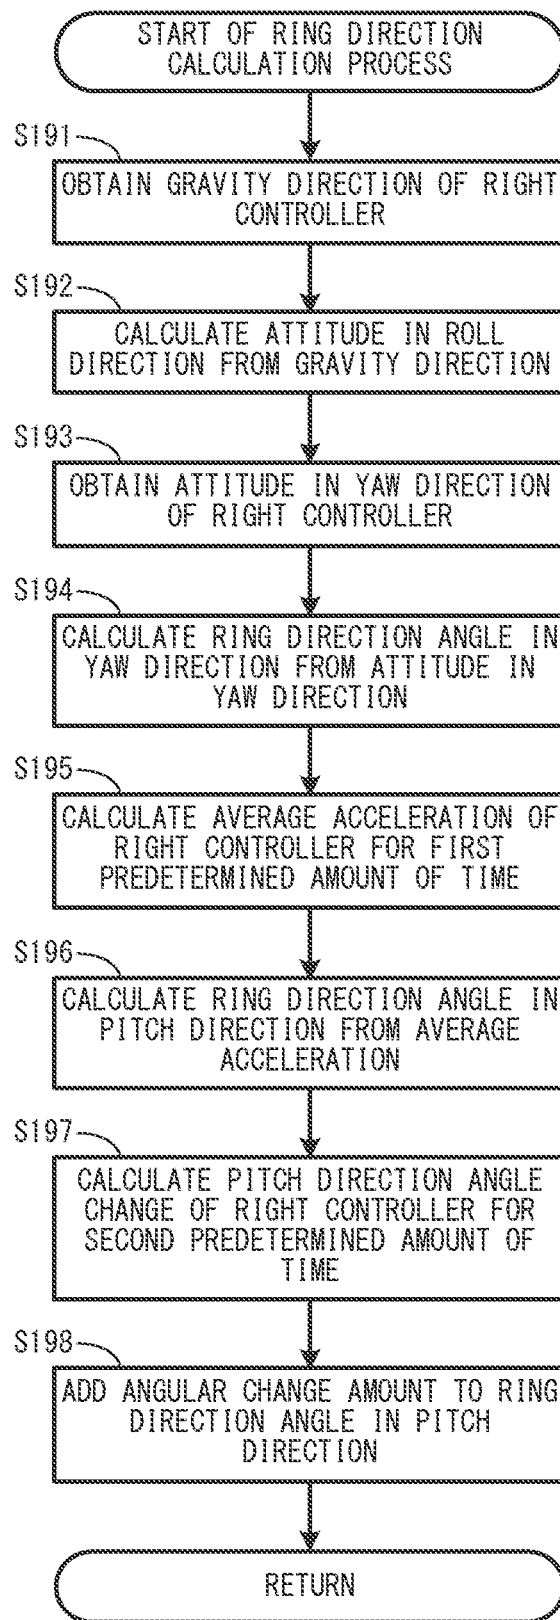 START OF RING DIRECTION
CALCULATION PROCESS
S191
OBTAIN GRAVITY DIRECTION OF RIGHT
CONTROLLER
S192
CALCULATE ATTITUDE IN ROLL
DIRECTION FROM GRAVITY DIRECTION
S193
OBTAIN ATTITUDE IN YAW DIRECTION
OF RIGHT CONTROLLER
S194
CALCULATE RING DIRECTION ANGLE IN
YAW DIRECTION FROM ATTITUDE IN
YAW DIRECTION
S195
CALCULATE AVERAGE ACCELERATION OF
RIGHT CONTROLLER FOR FIRST
PREDETERMINED AMOUNT OF TIME
S196
CALCULATE RING DIRECTION ANGLE IN
PITCH DIRECTION FROM AVERAGE
ACCELERATION
S197
CALCULATE PITCH DIRECTION ANGLE
CHANGE OF RIGHT CONTROLLER FOR
SECOND PREDETERMINED AMOUNT OF
TIME
S198
ADD ANGULAR CHANGE AMOUNT TO RING
DIRECTION ANGLE IN PITCH
DIRECTION
RETURN